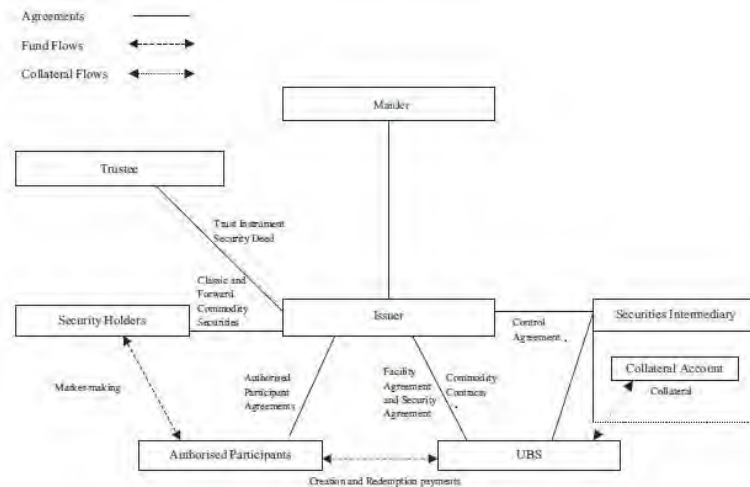 Agreements
Fund Flows
Collateral Flows
Manager
Trustee
Trust Instrument
Security Deed
Classic and
Forward
Commodity
Securities
Security Holders
Issuer
Securities Intermediary
Control
Agreement
Collateral Account
Collateral
Market-making
Authorised
Participant
Agreements
Facility
Agreement
and Security
Agreement
Commodity
Contracts
Authorised Participants
UBS
Creation and Redemption payments